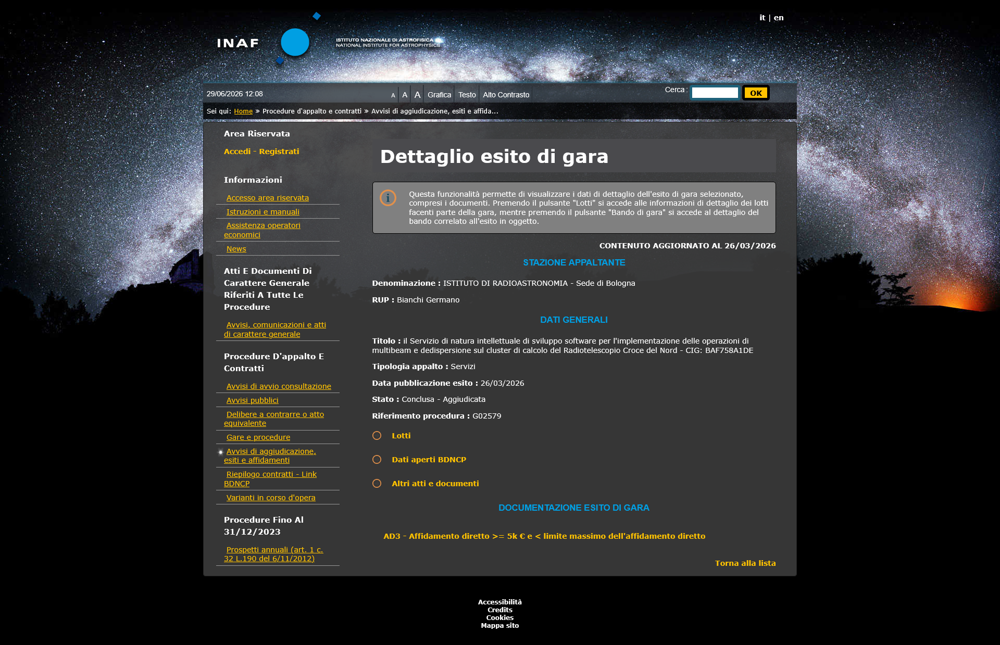 it | en
INAF
ISTITUTO NAZIONALE DI ASTROFISICA
NATIONAL INSTITUTE FOR ASTROPHYSICS
29/06/2026 12:08
A A A Grafica Testo Alto Contrasto
Cerca : OK
Sei qui: Home » Procedure d'appalto e contratti » Avvisi di aggiudicazione, esiti e affida...
Area Riservata
Accedi - Registrati
Informazioni
Accesso area riservata
Istruzioni e manuali
Assistenza operatori
economici
News
Atti E Documenti Di
Carattere Generale
Riferiti A Tutte Le
Procedure
Avvisi, comunicazioni e atti
di carattere generale
Procedure D'appalto E
Contratti
Avvisi di avvio consultazione
Avvisi pubblici
Delibere a contrarre o atto
equivalente
Gare e procedure
Avvisi di aggiudicazione,
esiti e affidamenti
Riepilogo contratti - Link
BDNCP
Varianti in corso d'opera
Procedure Fino Al
31/12/2023
Prospetti annuali (art. 1 c.
32 L.190 del 6/11/2012)
Dettaglio esito di gara
Questa funzionalità permette di visualizzare i dati di dettaglio dell'esito di gara selezionato,
compresi i documenti. Premendo il pulsante "Lotti" si accede alle informazioni di dettaglio dei lotti
facenti parte della gara, mentre premendo il pulsante "Bando di gara" si accede al dettaglio del
bando correlato all'esito in oggetto.
CONTENUTO AGGIORNATO AL 26/03/2026
STAZIONE APPALTANTE
Denominazione : ISTITUTO DI RADIOASTRONOMIA - Sede di Bologna
RUP : Bianchi Germano
DATI GENERALI
Titolo : il Servizio di natura intellettuale di sviluppo software per l'implementazione delle operazioni di
multibeam e dedispersione sul cluster di calcolo del Radiotelescopio Croce del Nord - CIG: BAF758A1DE
Tipologia appalto : Servizi
Data pubblicazione esito : 26/03/2026
Stato : Conclusa - Aggiudicata
Riferimento procedura : G02579
Lotti
Dati aperti BDNCP
Altri atti e documenti
DOCUMENTAZIONE ESITO DI GARA
AD3 - Affidamento diretto >= 5k € e < limite massimo dell'affidamento diretto
Torna alla lista
Accessibilità
Credits
Cookies
Mappa sito